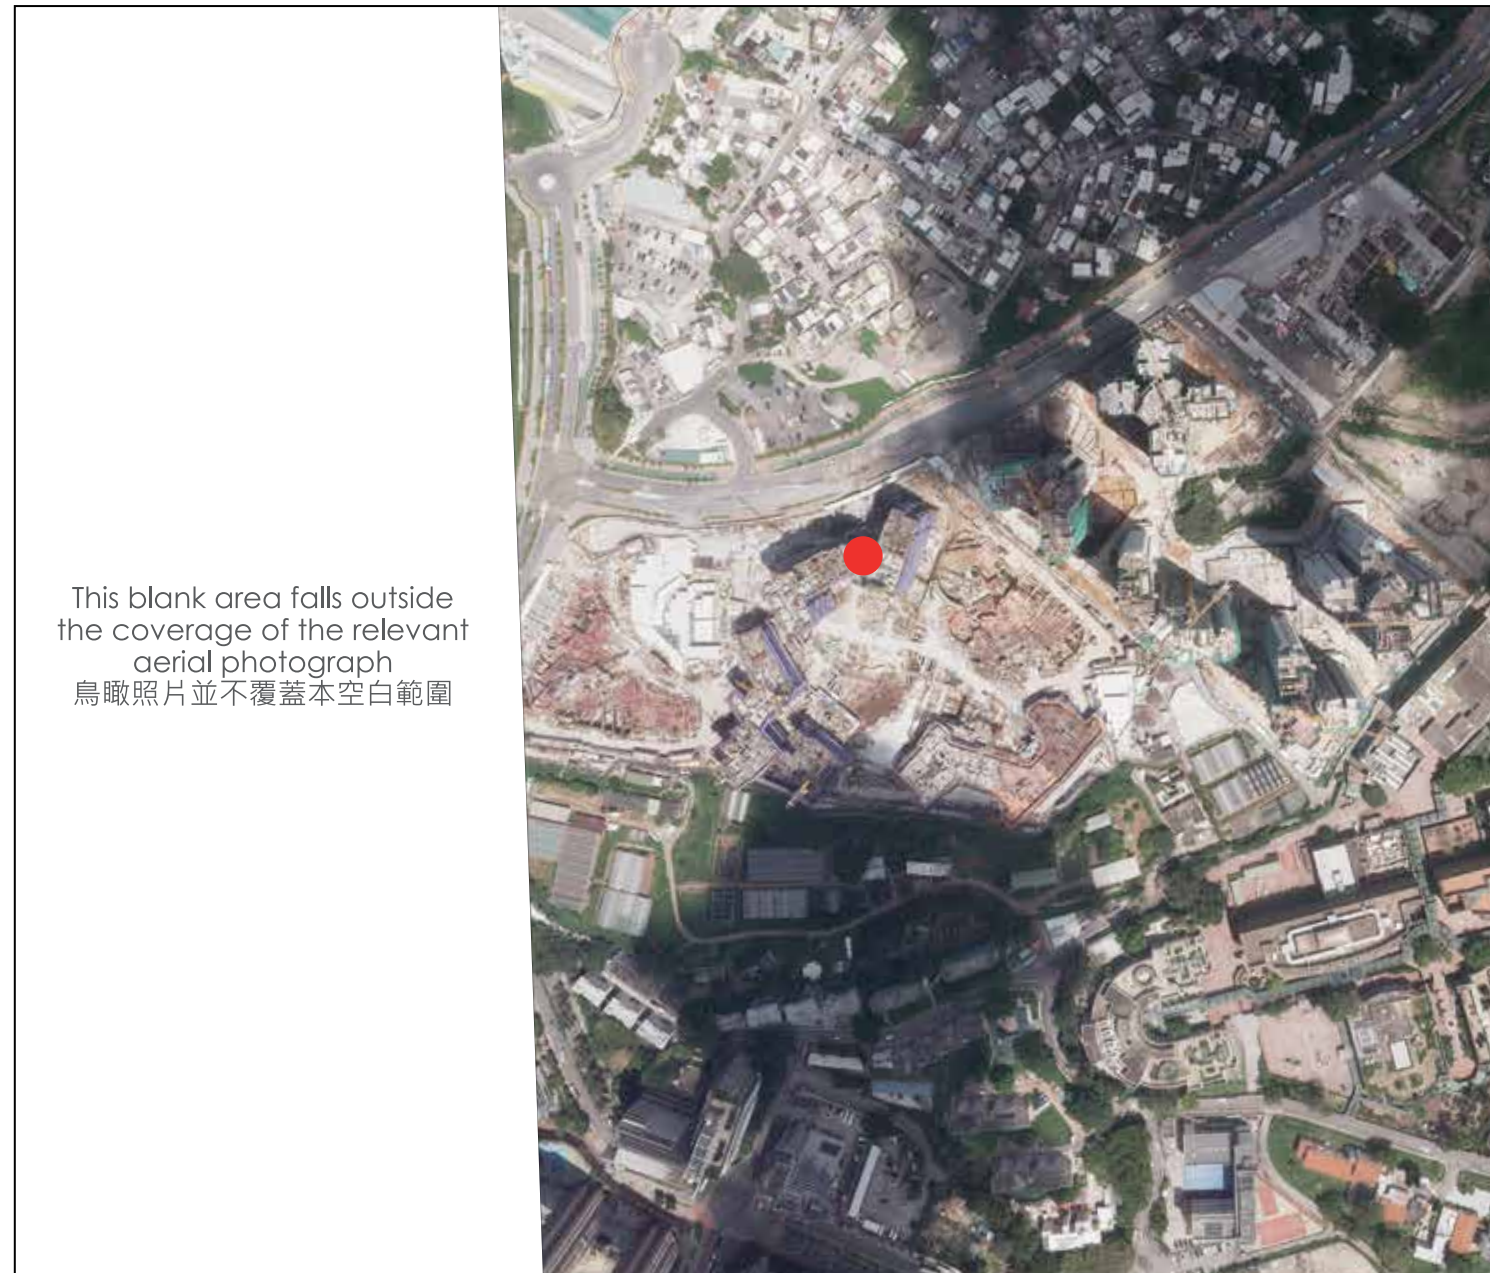 This blank area falls outside
the coverage of the relevant
aerial photograph
鳥瞰照片並不覆蓋本空白範圍